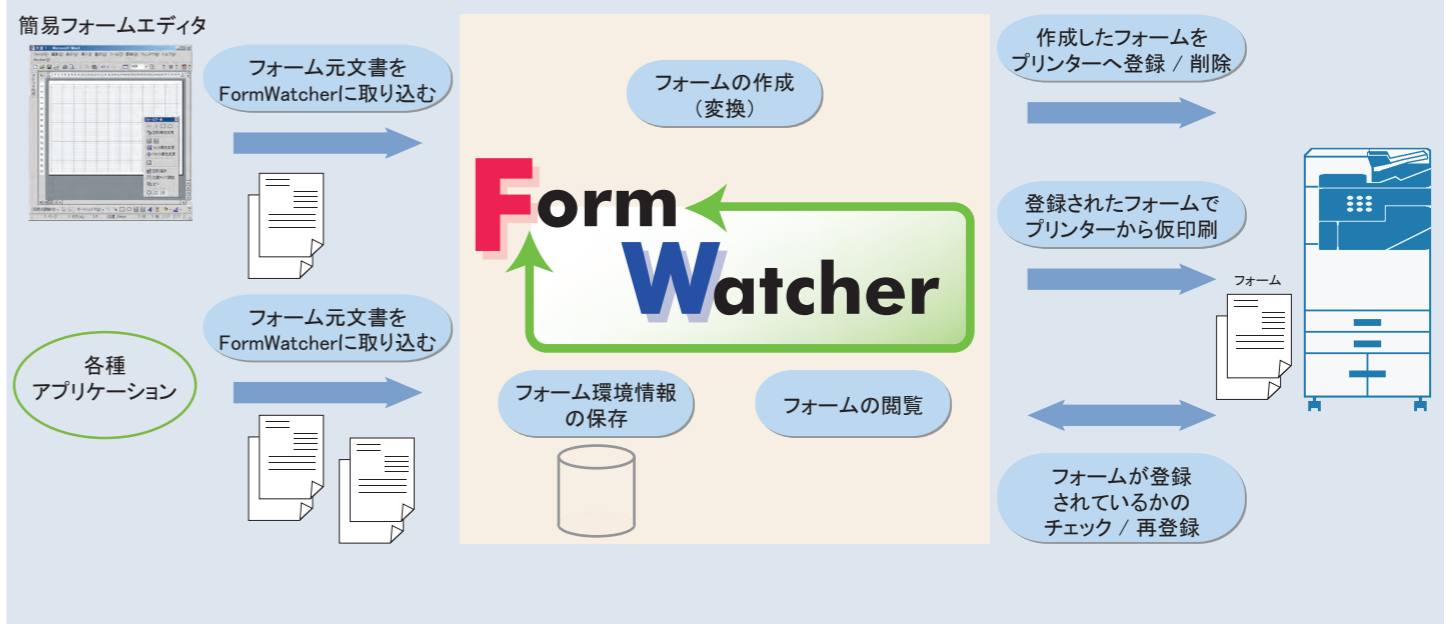 簡易フォームエディタ
フォーム元文書を
FormWatcherに取り込む
フォーム元文書を
FormWatcherに取り込む
各種
アプリケーション
フォームの作成
（変換）
Form
Watcher
フォーム環境情報
の保存
フォームの閲覧
作成したフォームを
プリンターへ登録 / 削除
登録されたフォームで
プリンターから仮印刷
フォーム
フォームが登録
されているかの
チェック / 再登録